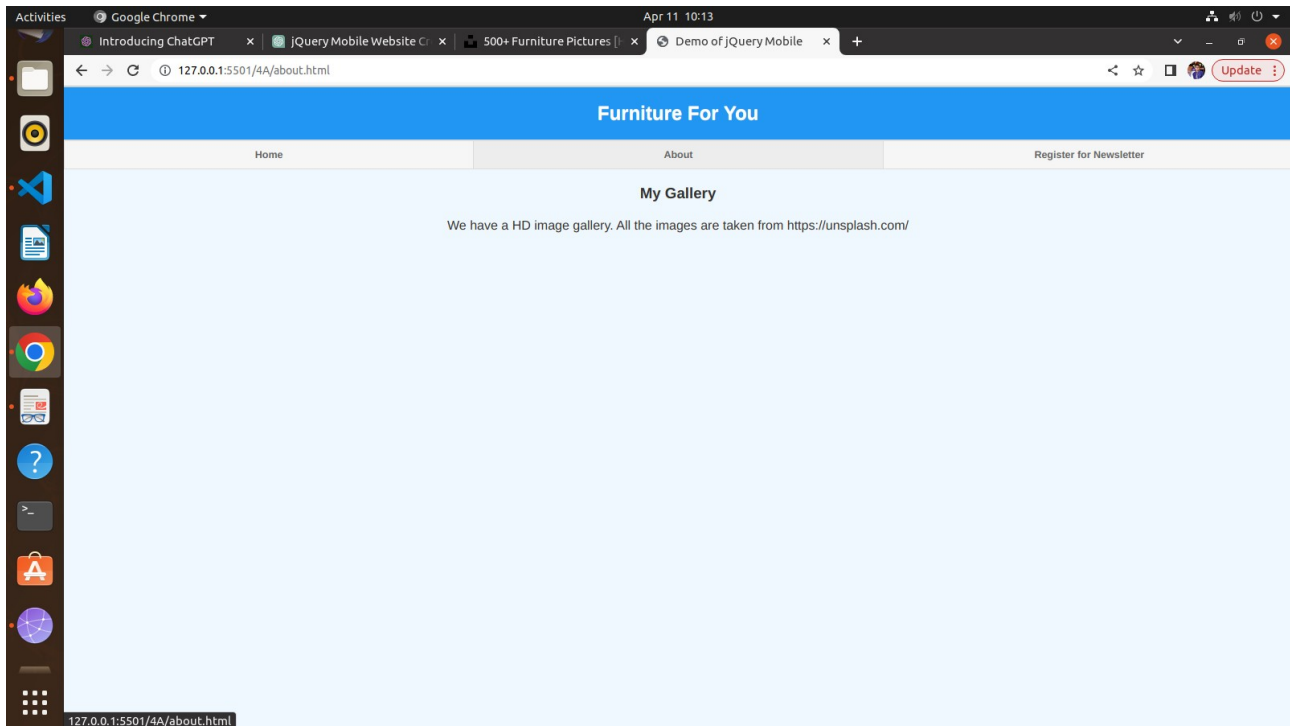 Activities Google Chrome Apr 11 10:13
Introducing ChatGPT jQuery Mobile Website Cr 500+ Furniture Pictures [H Demo of jQuery Mobile
127.0.0.1:5501/4A/about.html Update
Furniture For You
Home About Register for Newsletter
My Gallery
We have a HD image gallery. All the images are taken from https://unsplash.com/
127.0.0.1:5501/4A/about.html